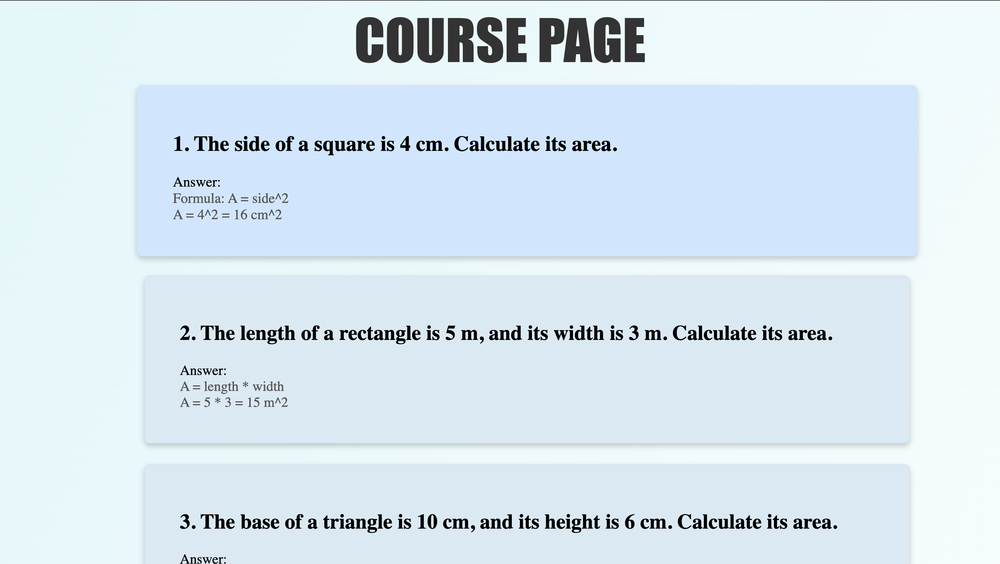 COURSE PAGE
1. The side of a square is 4 cm. Calculate its area.
Answer:
Formula: A = side^2
A = 4^2 = 16 cm^2
2. The length of a rectangle is 5 m, and its width is 3 m. Calculate its area.
Answer:
A = length * width
A = 5 * 3 = 15 m^2
3. The base of a triangle is 10 cm, and its height is 6 cm. Calculate its area.
Answer: